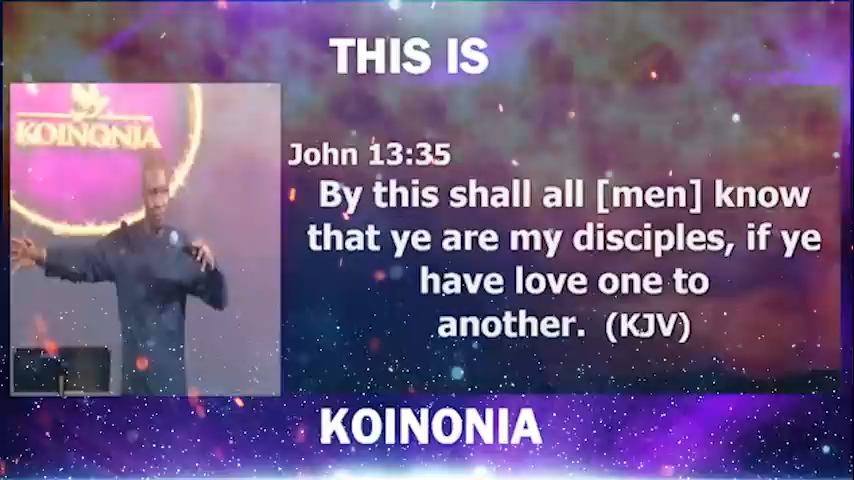 THIS IS
KOINONIA
John 13:35
By this shall all [men] know
that ye are my disciples, if ye
have love one to
another. (KJV)
KOINONIA